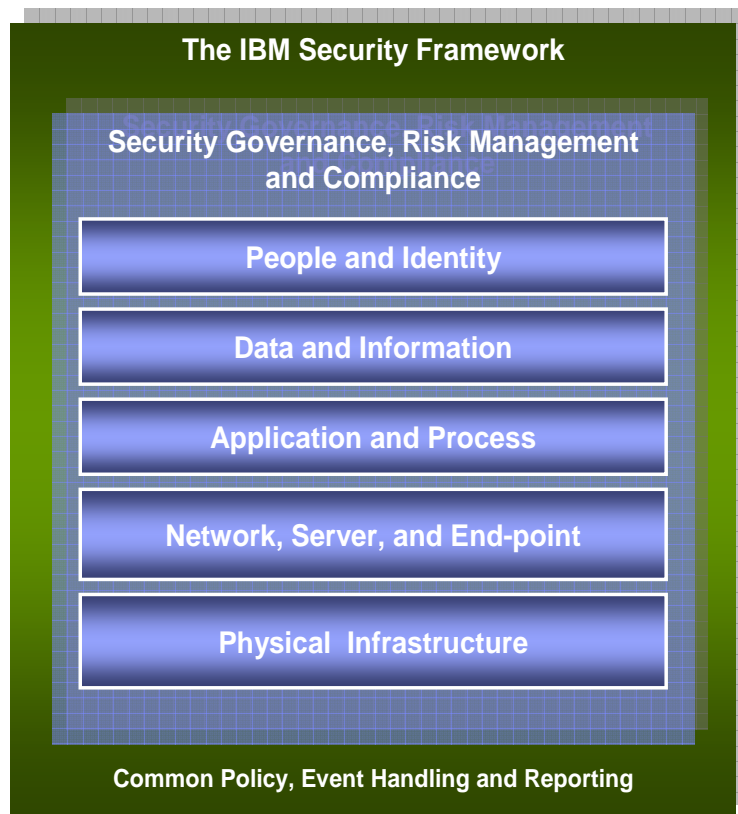 The IBM Security Framework
Security Governance, Risk Management
and Compliance
People and Identity
Data and Information
Application and Process
Network, Server, and End-point
Physical  Infrastructure
Common Policy, Event Handling and Reporting